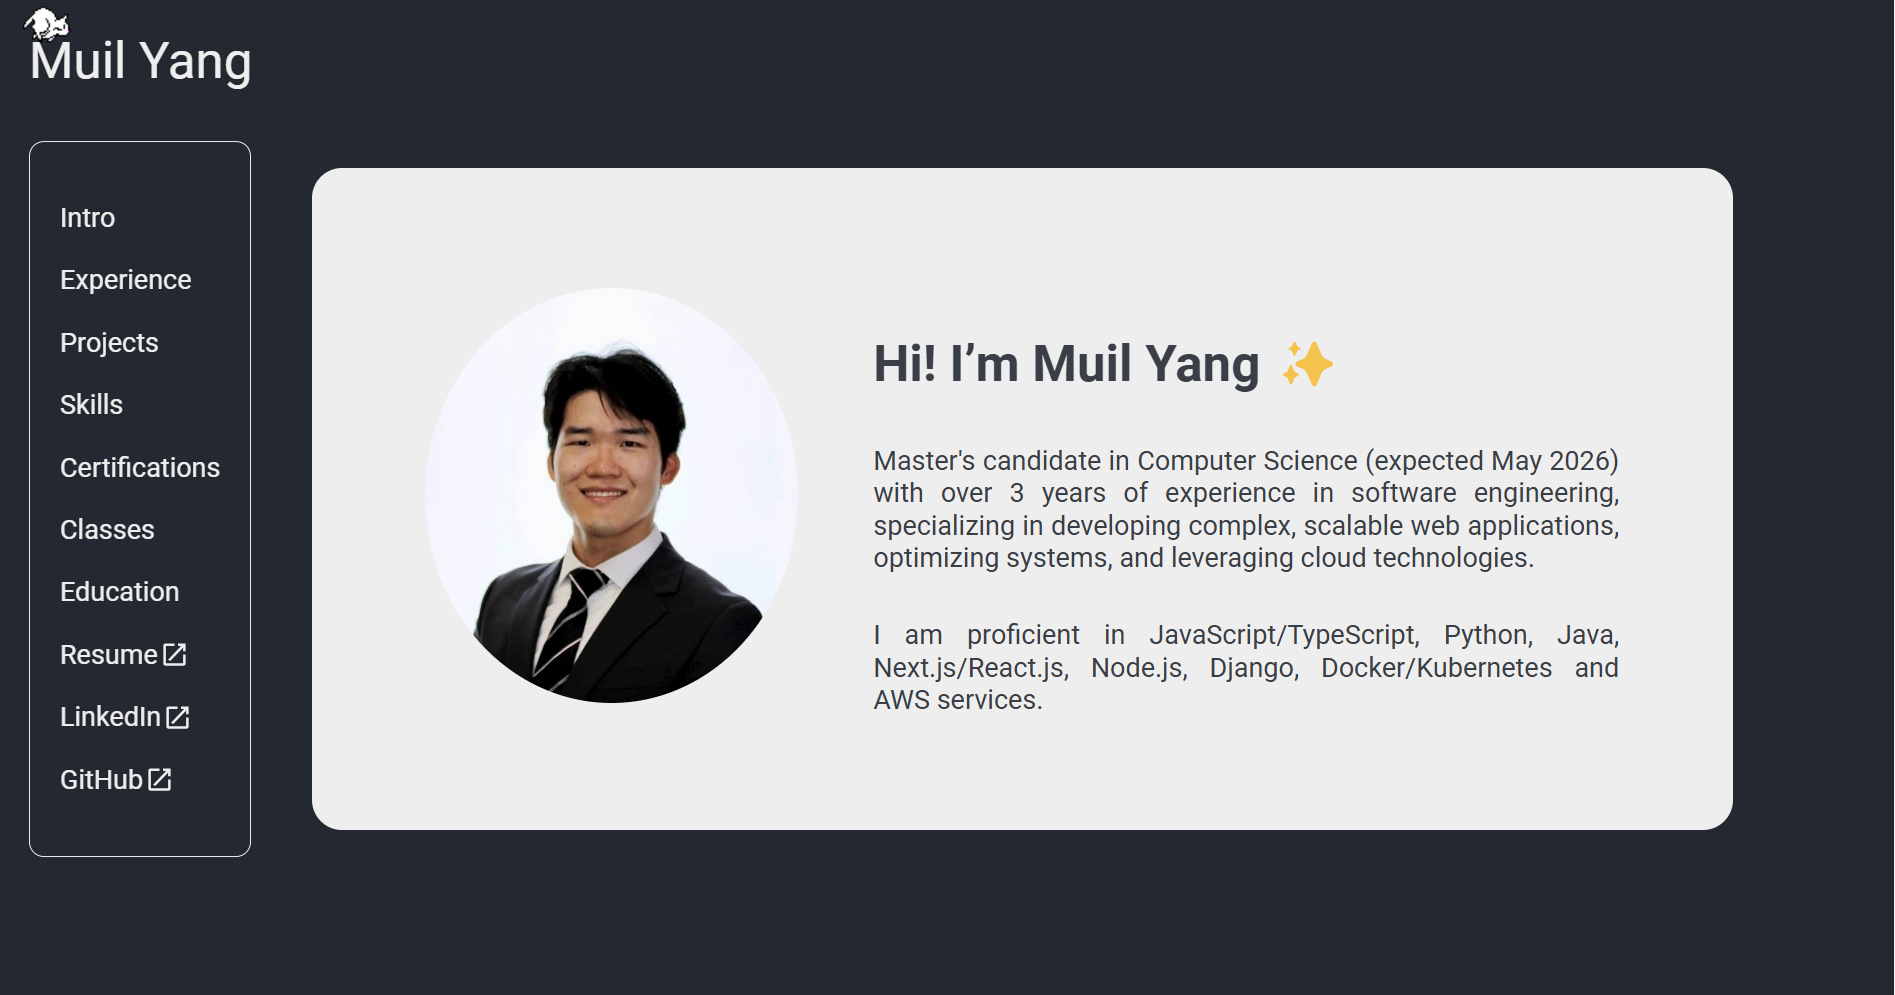 Muil Yang
Intro
Experience
Projects
Skills
Certifications
Classes
Education
Resume
LinkedIn
GitHub
Hi! I’m Muil Yang ✨
Master's candidate in Computer Science (expected May 2026)
with over 3 years of experience in software engineering,
specializing in developing complex, scalable web applications,
optimizing systems, and leveraging cloud technologies.
I am proficient in JavaScript/TypeScript, Python, Java,
Next.js/React.js, Node.js, Django, Docker/Kubernetes and
AWS services.